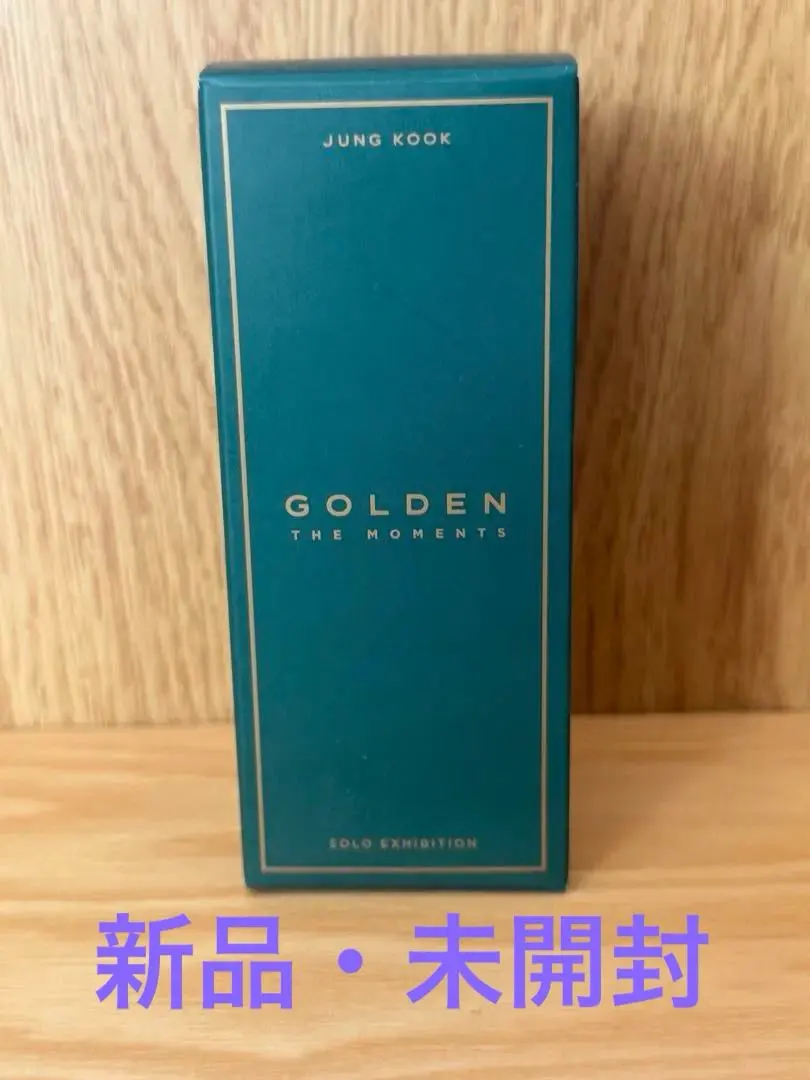 JUNG KOOK
GOLDEN
THE MOMENTS
SOLO EXHIBITION
新品・未開封